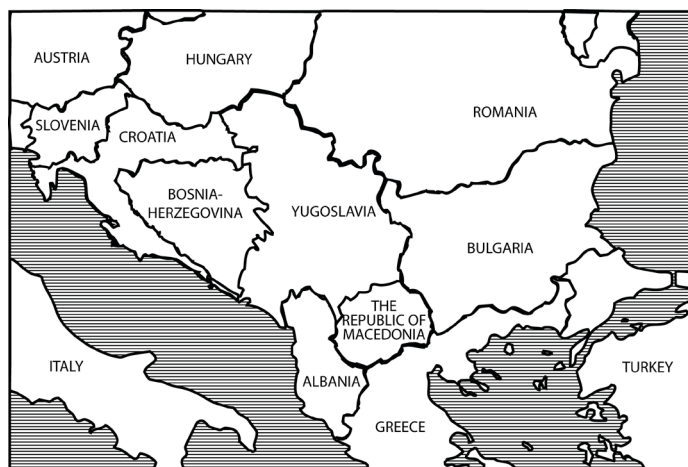 AUSTRIA
HUNGARY
ROMANIA
SLOVENIA
CROATIA
BOSNIA-
HERZEGOVINA
YUGOSLAVIA
BULGARIA
THE
REPUBLIC OF
MACEDONIA
ITALY
ALBANIA
TURKEY
GREECE